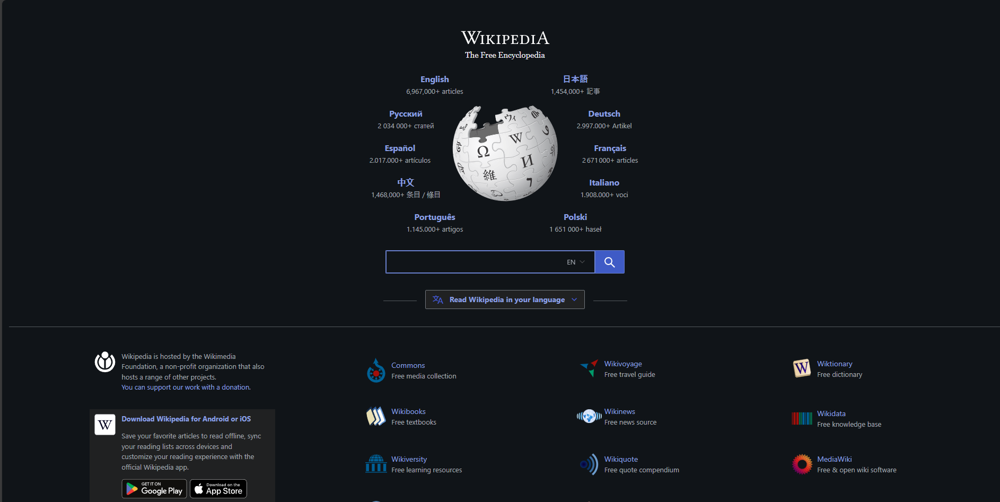 WIKIPEDIA
The Free Encyclopedia
English
6,967,000+ articles
日本語
1,454,000+ 記事
Русский
2 034 000+ статей
Deutsch
2.997.000+ Artikel
Español
2.017.000+ artículos
Français
2 671 000+ articles
中文
1,468,000+ 条目 / 條目
Italiano
1.908.000+ voci
Português
1.145.000+ artigos
Polski
1 651 000+ haseł
Ω
W
И
維
ウィ
EN
Read Wikipedia in your language
Wikipedia is hosted by the Wikimedia
Foundation, a non-profit organization that also
hosts a range of other projects.
You can support our work with a donation.
W
Download Wikipedia for Android or iOS
Save your favorite articles to read offline, sync
your reading lists across devices and
customize your reading experience with the
official Wikipedia app.
GET IT ON
Google Play
Download on the
App Store
Commons
Free media collection
Wikivoyage
Free travel guide
W
Wiktionary
Free dictionary
Wikibooks
Free textbooks
Wikinews
Free news source
Wikidata
Free knowledge base
Wikiversity
Free learning resources
Wikiquote
Free quote compendium
MediaWiki
Free & open wiki software